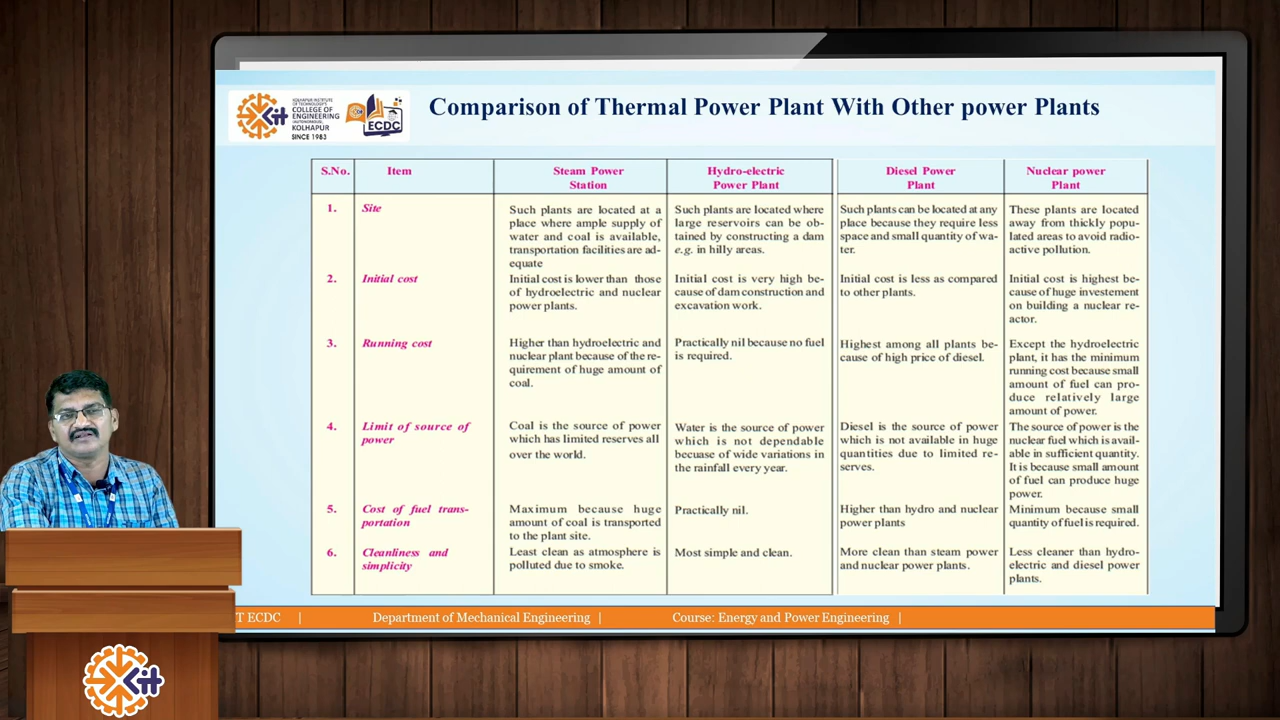 KOLHAPUR INSTITUTE
OF TECHNOLOGY'S
COLLEGE OF
ENGINEERING
(AUTONOMOUS),
KOLHAPUR
SINCE 1983
Kit
ECDC
Comparison of Thermal Power Plant With Other power Plants
S.No.
Item
Steam Power
Station
Hydro-electric
Power Plant
Diesel Power
Plant
Nuclear power
Plant
1.
Site
Such plants are located at a
place where ample supply of
water and coal is available,
transportation facilities are ad-
equate
Such plants are located where
large reservoirs can be ob-
tained by constructing a dam
e.g. in hilly areas.
Such plants can be located at any
place because they require less
space and small quantity of wa-
ter.
These plants are located
away from thickly popu-
lated areas to avoid radio-
active pollution.
2.
Initial cost
Initial cost is lower than those
of hydroelectric and nuclear
power plants.
Initial cost is very high be-
cause of dam construction and
excavation work.
Initial cost is less as compared
to other plants.
Initial cost is highest be-
cause of huge investement
on building a nuclear re-
actor.
3.
Running cost
Higher than hydroelectric and
nuclear plant because of the re-
quirement of huge amount of
coal.
Practically nil because no fuel
is required.
Highest among all plants be-
cause of high price of diesel.
Except the hydroelectric
plant, it has the minimum
running cost because small
amount of fuel can pro-
duce relatively large
amount of power.
4.
Limit of source of
power
Coal is the source of power
which has limited reserves all
over the world.
Water is the source of power
which is not dependable
becuase of wide variations in
the rainfall every year.
Diesel is the source of power
which is not available in huge
quantities due to limited re-
serves.
The source of power is the
nuclear fuel which is avail-
able in sufficient quantity.
It is because small amount
of fuel can produce huge
power.
5.
Cost of fuel trans-
portation
Maximum because huge
amount of coal is transported
to the plant site.
Practically nil.
Higher than hydro and nuclear
power plants
Minimum because small
quantity of fuel is required.
6.
Cleanliness and
simplicity
Least clean as atmosphere is
polluted due to smoke.
Most simple and clean.
More clean than steam power
and nuclear power plants.
Less cleaner than hydro-
electric and diesel power
plants.
T ECDC |
Department of Mechanical Engineering |
Course: Energy and Power Engineering |
Kit